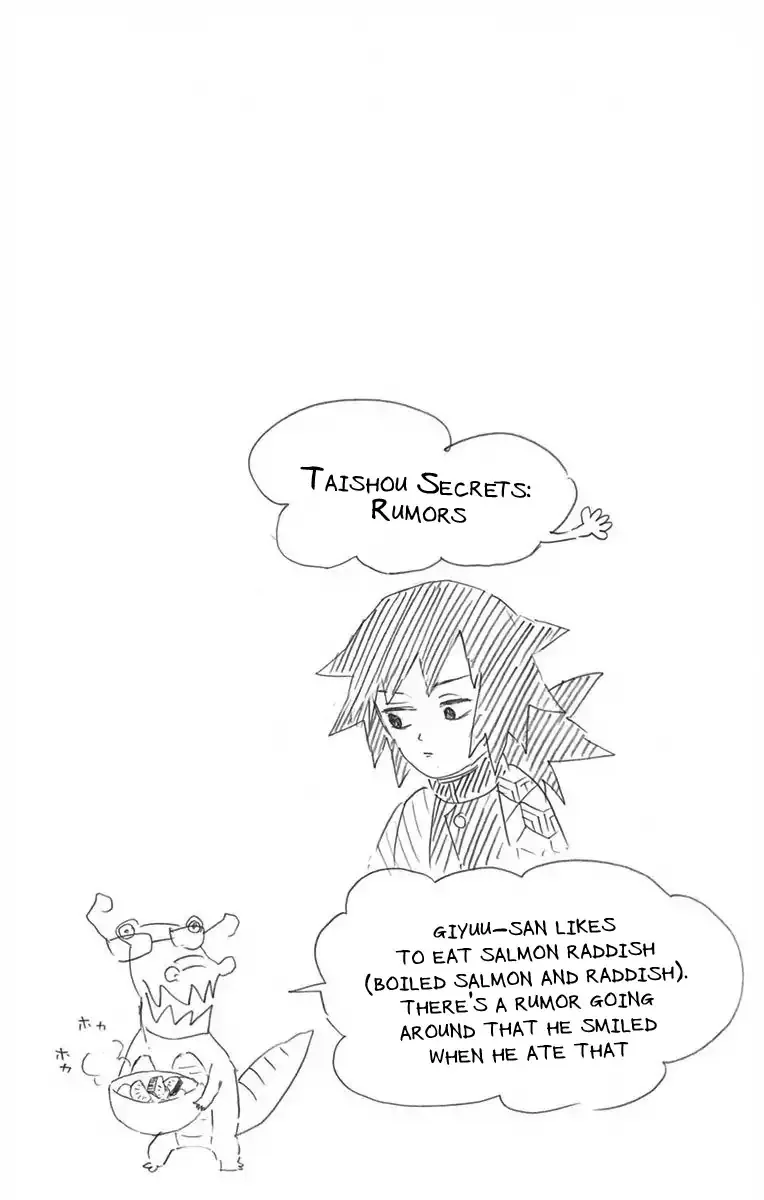 TAISHOU SECRETS:
RUMORS
GIYUU-SAN LIKES
TO EAT SALMON RADDISH
(BOILED SALMON AND RADDISH).
THERE'S A RUMOR GOING
AROUND THAT HE SMILED
WHEN HE ATE THAT
ホカ
ホカ